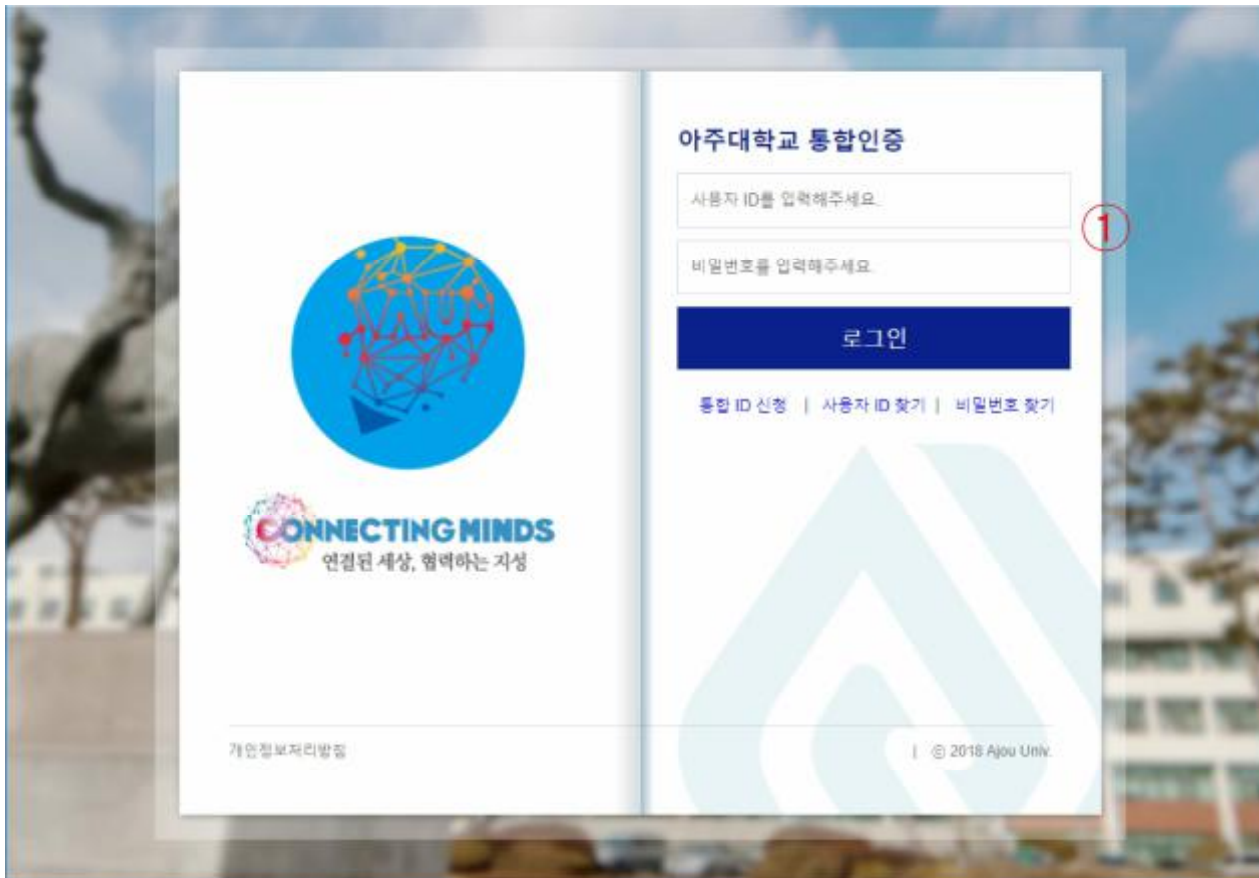 AJOU
CONNECTING MINDS
연결된 세상, 협력하는 지성
아주대학교 통합인증
사용자 ID를 입력해주세요.
①
비밀번호를 입력해주세요.
로그인
통합 ID 신청 | 사용자 ID 찾기 | 비밀번호 찾기
개인정보처리방침
| © 2018 Ajou Univ.